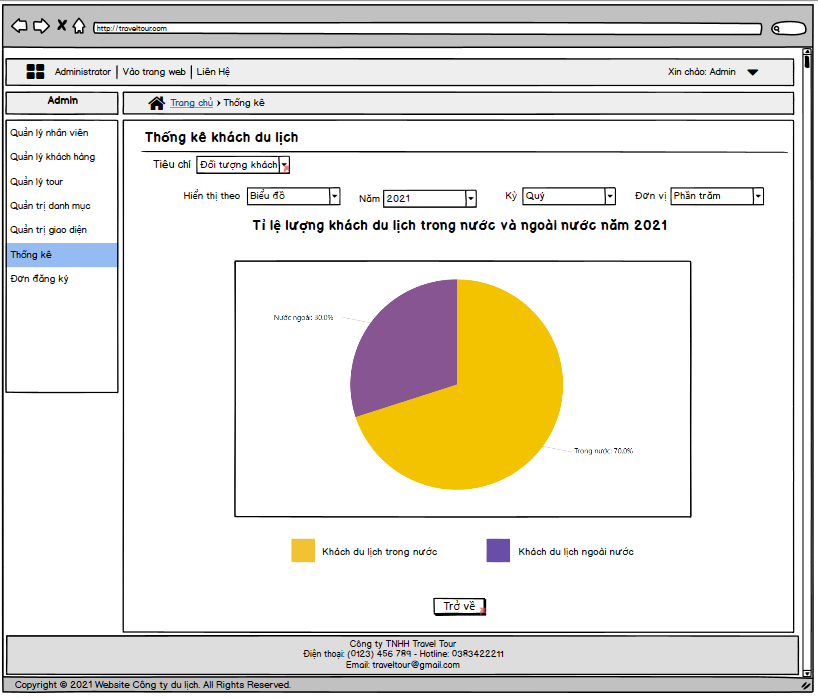 http://traveltour.com
Administrator | Vào trang web | Liên Hệ
Xin chào: Admin
Admin
Trang chủ › Thống kê
Quản lý nhân viên
Quản lý khách hàng
Quản lý tour
Quản trị danh mục
Quản trị giao diện
Thống kê
Đơn đăng ký
Thống kê khách du lịch
Tiêu chí Đối tượng khách
Hiển thị theo Biểu đồ Năm 2021 Kỳ Quý Đơn vị Phần trăm
Tỉ lệ lượng khách du lịch trong nước và ngoài nước năm 2021
Nước ngoài: 30.0%
Trong nước: 70.0%
Khách du lịch trong nước
Khách du lịch ngoài nước
Trở về
Công ty TNHH Travel Tour
Điện thoại: (0123) 456 789 - Hotline: 0383422211
Email: traveltour@gmail.com
Copyright © 2021 Website Công ty du lịch. All Rights Reserved.